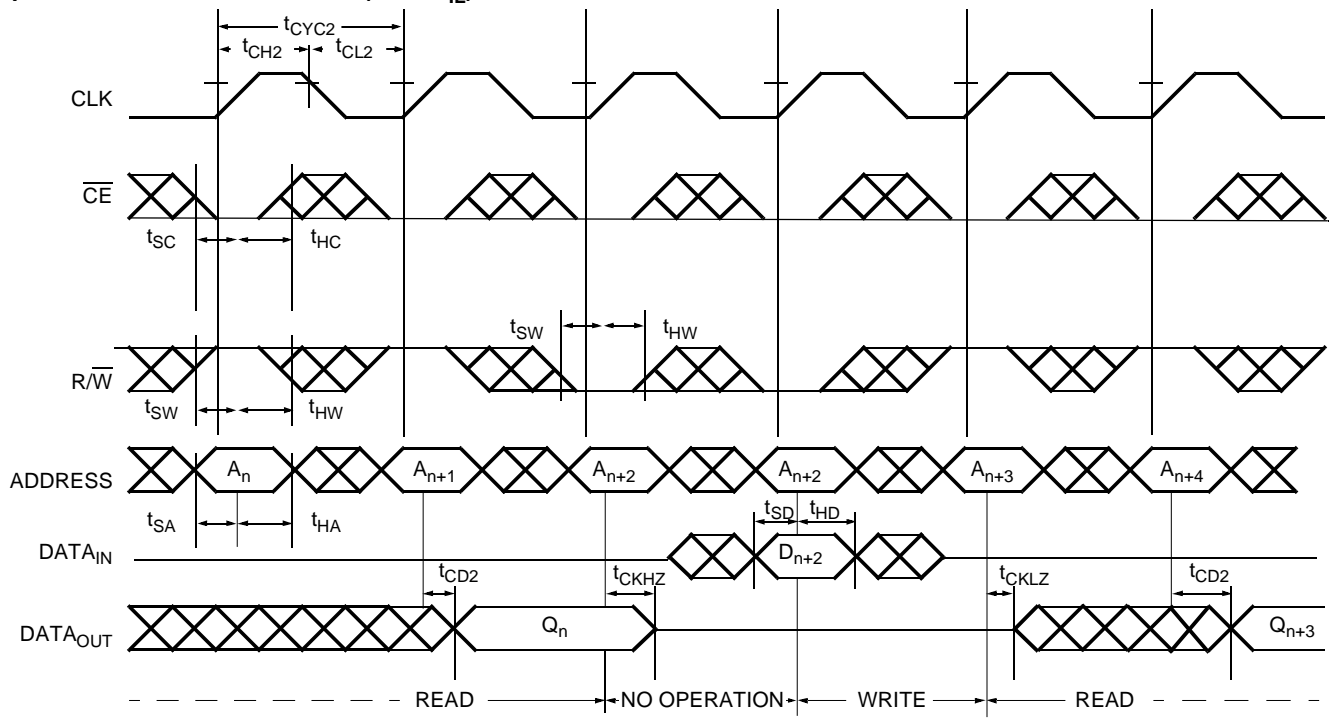 tCYC2
tCH2 tCL2
CLK
CE
tSC tHC
tSW tHW
R/W
tSW tHW
ADDRESS An An+1 An+2 An+2 An+3 An+4
tSA tHA tSD tHD
DATAIN Dn+2
tCD2 tCKHZ tCKLZ tCD2
DATAOUT Qn Qn+3
READ NO OPERATION WRITE READ